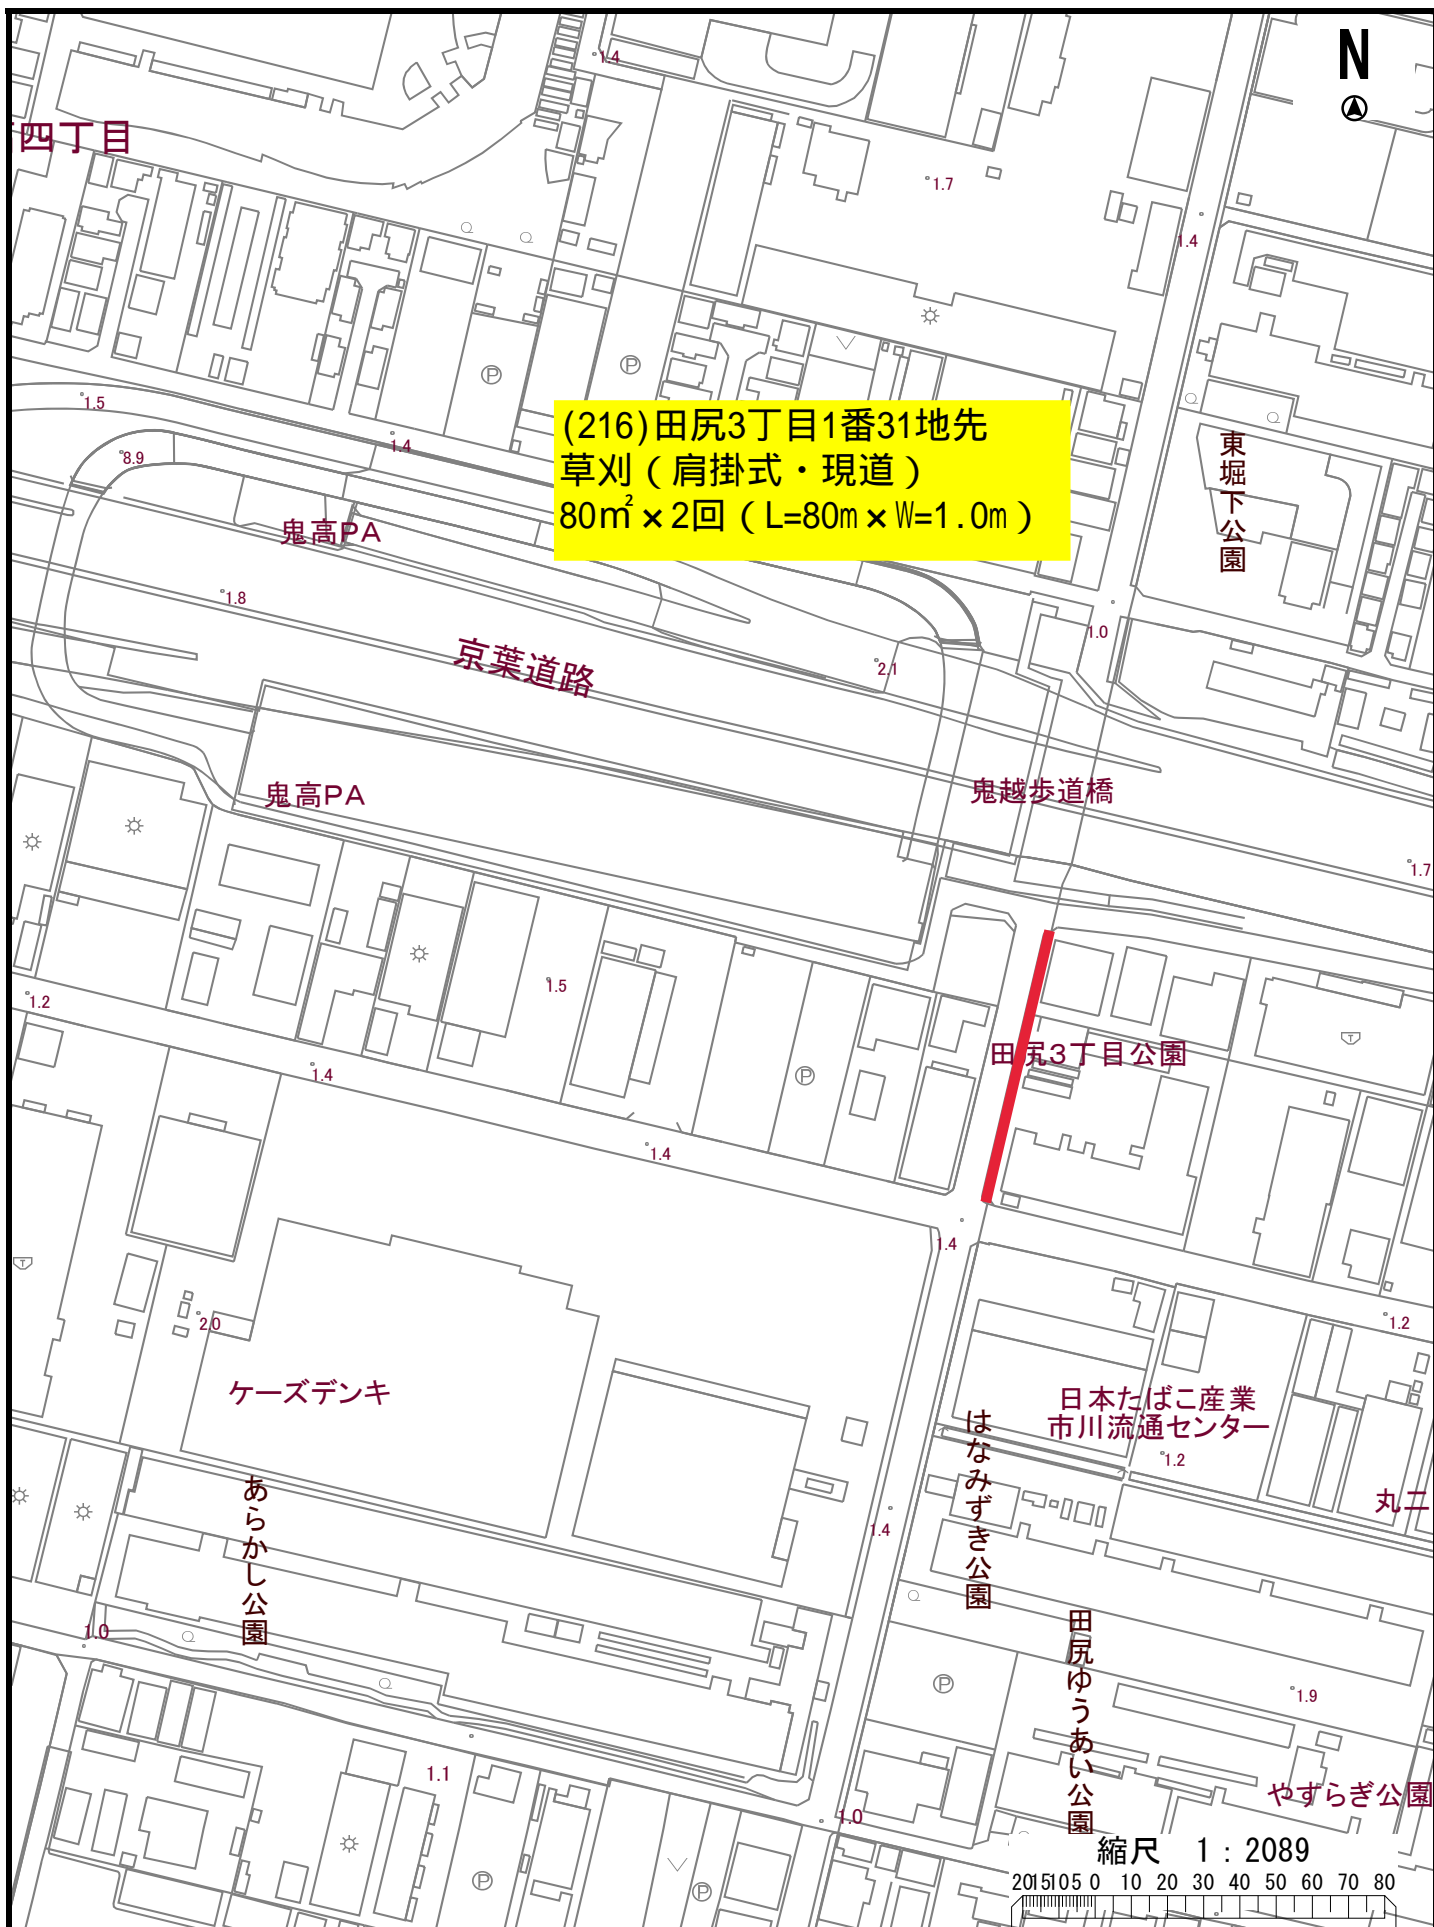 N
四丁目
1.4
1.7
1.4
1.5
1.4
8.9
(216)田尻3丁目1番31地先
草刈（肩掛式・現道）
80㎡×2回（L=80m×W=1.0m）
東堀下公園
鬼高PA
1.8
1.0
京葉道路
2.1
鬼高PA
鬼越歩道橋
1.7
1.5
1.2
田尻3丁目公園
1.4
1.4
1.4
2.0
1.2
ケーズデンキ
日本たばこ産業
市川流通センター
はなみずき公園
1.2
あらかし公園
丸二
1.4
1.0
田尻ゆうあい公園
1.9
1.1
やすらぎ公園
1.0
縮尺 1 : 2089
20 15 10 5 0 10 20 30 40 50 60 70 80
P
P
P
P
P
P
T
T